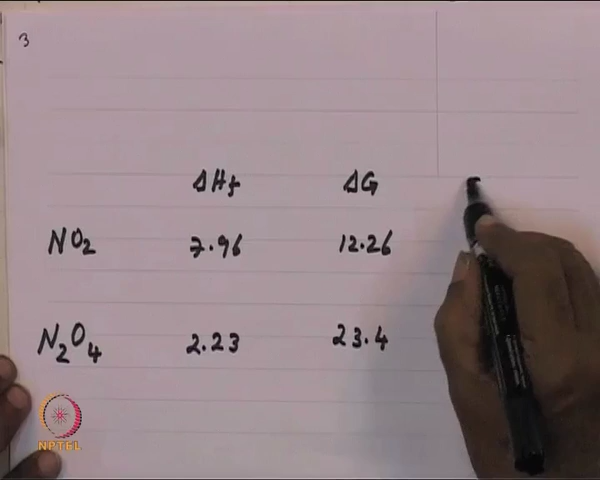 3
ΔHf ΔG
NO2 7.96 12.26
N2O4 2.23 23.4
NPTEL